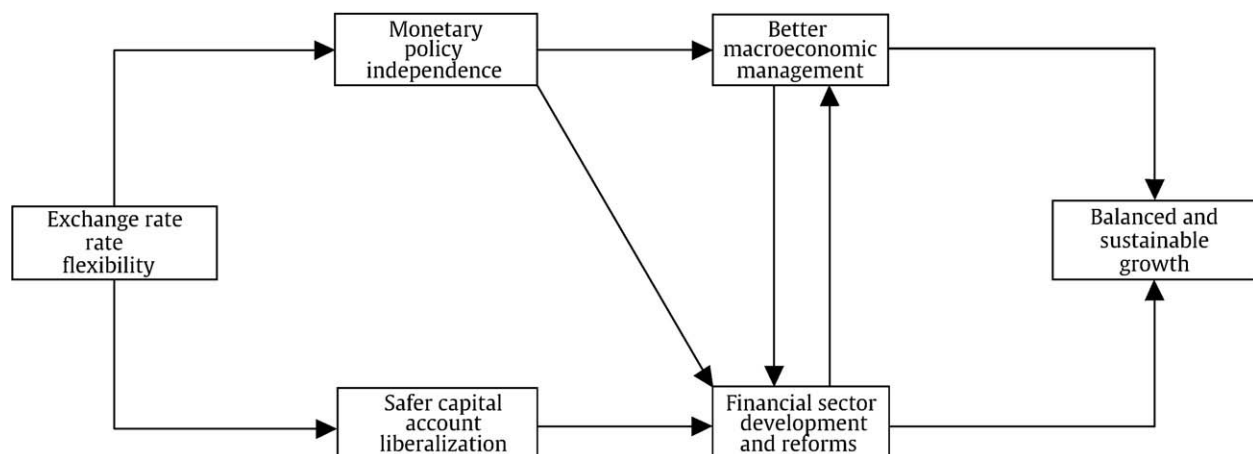 Monetary
policy
independence
Better
macroeconomic
management
Exchange rate
rate
flexibility
Balanced and
sustainable
growth
Safer capital
account
liberalization
Financial sector
development
and reforms